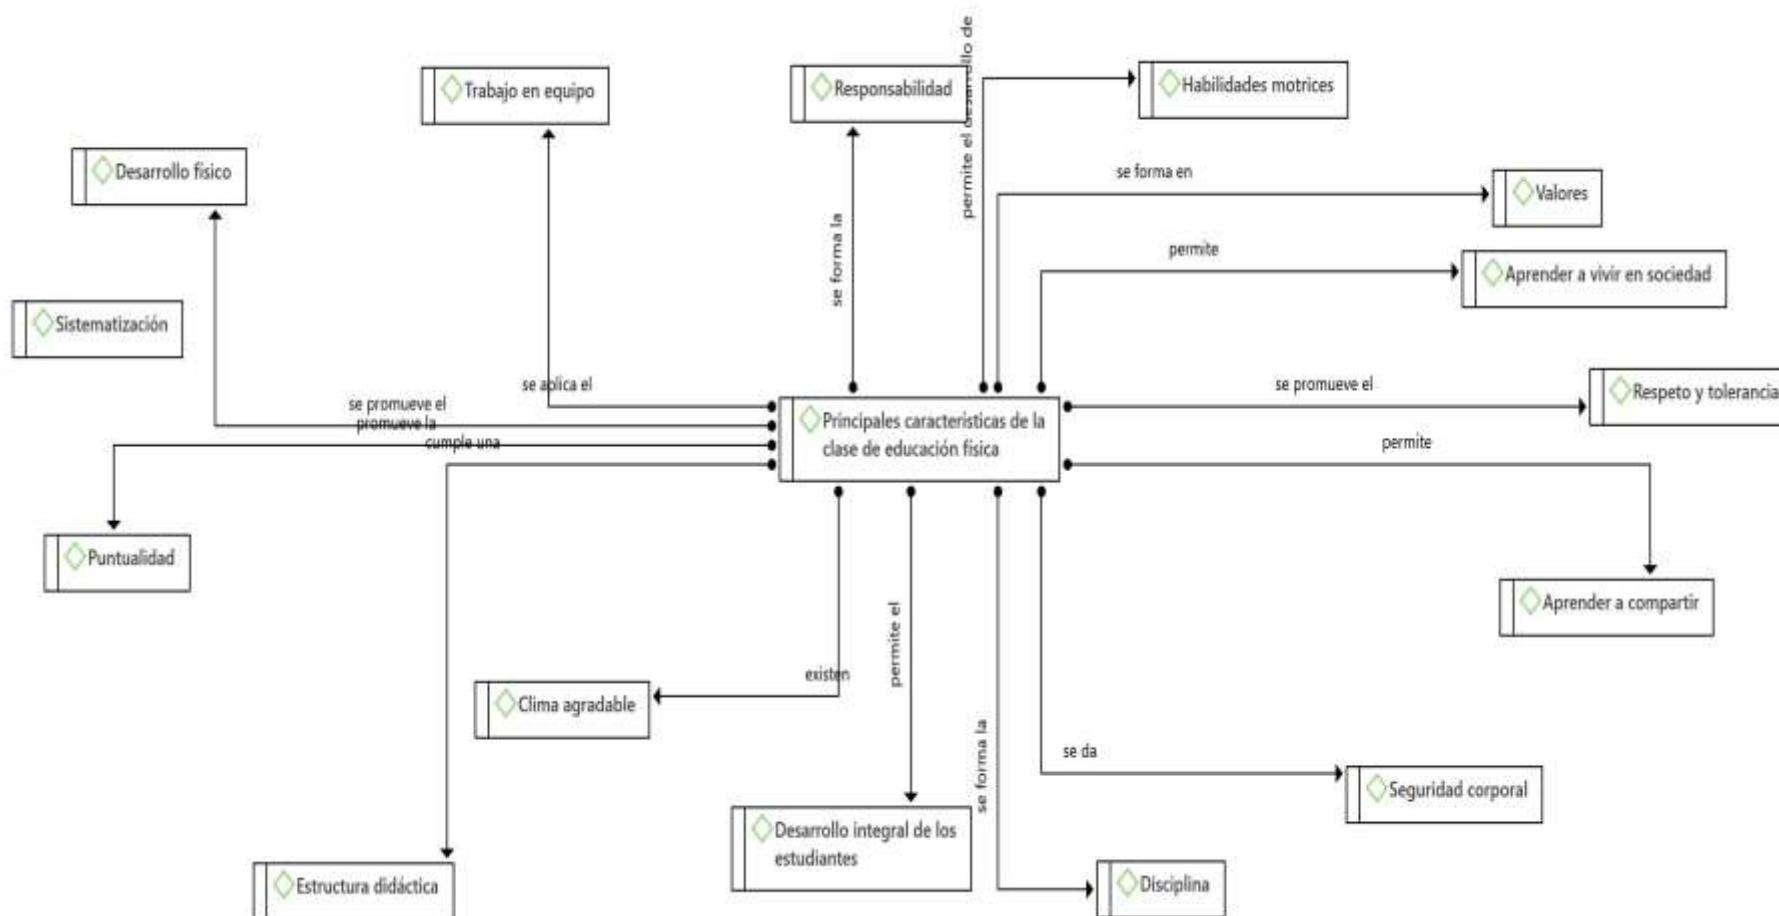 Trabajo en equipo
Responsabilidad
permite el desarrollo de
Habilidades motrices
Desarrollo físico
se forma en
Valores
se forma la
permite
Aprender a vivir en sociedad
Sistematización
se aplica el
se promueve el
Respeto y tolerancia
se promueve el
promueve la
cumple una
Principales características de la
clase de educación física
permite
Puntualidad
Aprender a compartir
permite el
existen
Clima agradable
se forma la
se da
Seguridad corporal
Desarrollo integral de los
estudiantes
Estructura didáctica
Disciplina